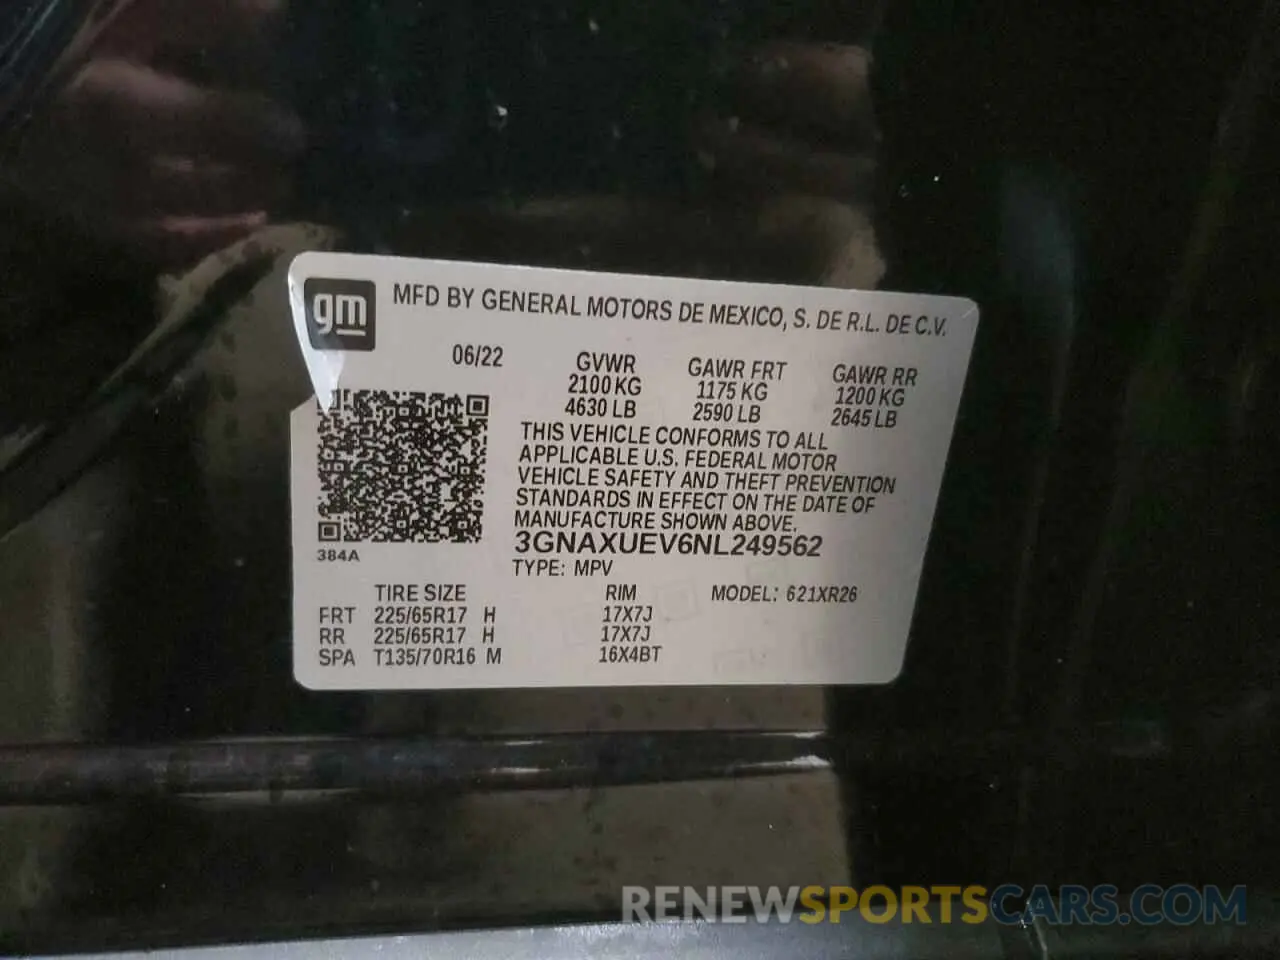 gm MFD BY GENERAL MOTORS DE MEXICO, S. DE R.L. DE C.V.
06/22 GVWR GAWR FRT GAWR RR
2100 KG 1175 KG 1200 KG
4630 LB 2590 LB 2645 LB
THIS VEHICLE CONFORMS TO ALL
APPLICABLE U.S. FEDERAL MOTOR
VEHICLE SAFETY AND THEFT PREVENTION
STANDARDS IN EFFECT ON THE DATE OF
MANUFACTURE SHOWN ABOVE.
384A
3GNAXUEV6NL249562
TYPE: MPV
TIRE SIZE RIM MODEL: 621XR26
FRT 225/65R17 H 17X7J
RR 225/65R17 H 17X7J
SPA T135/70R16 M 16X4BT
RENEWSPORTSCARS.COM